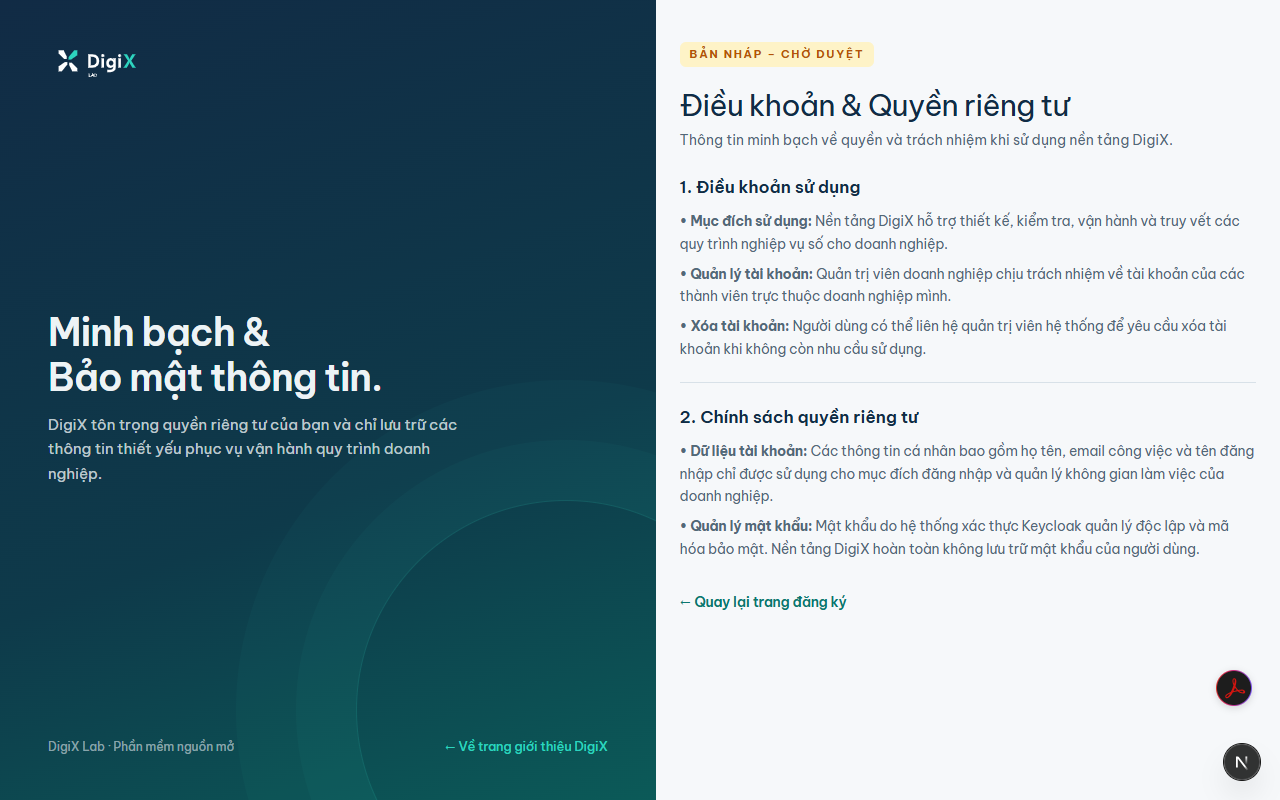 DigiX
LAD
Minh bạch &
Bảo mật thông tin.
DigiX tôn trọng quyền riêng tư của bạn và chỉ lưu trữ các
thông tin thiết yếu phục vụ vận hành quy trình doanh
nghiệp.
DigiX Lab · Phần mềm nguồn mở
← Về trang giới thiệu DigiX
BẢN NHÁP – CHỜ DUYỆT
Điều khoản & Quyền riêng tư
Thông tin minh bạch về quyền và trách nhiệm khi sử dụng nền tảng DigiX.
1. Điều khoản sử dụng
• Mục đích sử dụng: Nền tảng DigiX hỗ trợ thiết kế, kiểm tra, vận hành và truy vết các
quy trình nghiệp vụ số cho doanh nghiệp.
• Quản lý tài khoản: Quản trị viên doanh nghiệp chịu trách nhiệm về tài khoản của các
thành viên trực thuộc doanh nghiệp mình.
• Xóa tài khoản: Người dùng có thể liên hệ quản trị viên hệ thống để yêu cầu xóa tài
khoản khi không còn nhu cầu sử dụng.
2. Chính sách quyền riêng tư
• Dữ liệu tài khoản: Các thông tin cá nhân bao gồm họ tên, email công việc và tên đăng
nhập chỉ được sử dụng cho mục đích đăng nhập và quản lý không gian làm việc của
doanh nghiệp.
• Quản lý mật khẩu: Mật khẩu do hệ thống xác thực Keycloak quản lý độc lập và mã
hóa bảo mật. Nền tảng DigiX hoàn toàn không lưu trữ mật khẩu của người dùng.
← Quay lại trang đăng ký
N